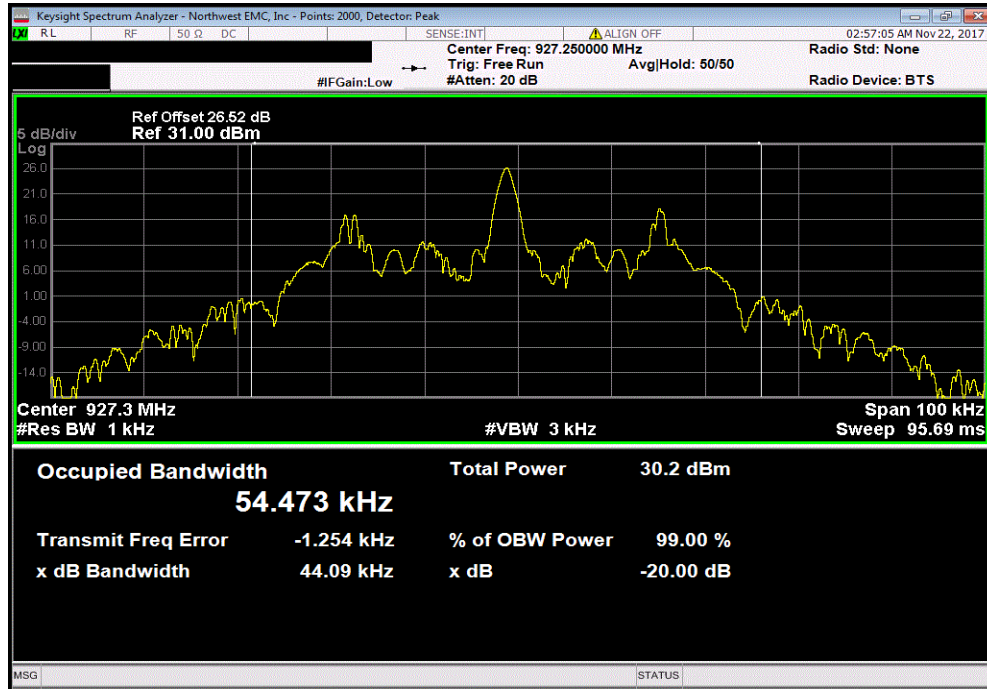 Keysight Spectrum Analyzer - Northwest EMC, Inc - Points: 2000, Detector: Peak
LXI RL RF 50 Ω DC SENSE:INT ALIGN OFF 02:57:05 AM Nov 22, 2017
Center Freq: 927.250000 MHz Radio Std: None
Trig: Free Run Avg|Hold: 50/50
#IFGain:Low #Atten: 20 dB Radio Device: BTS
Ref Offset 26.52 dB
5 dB/div Ref 31.00 dBm
Log
26.0
21.0
16.0
11.0
6.00
1.00
-4.00
-9.00
-14.0
Center 927.3 MHz Span 100 kHz
#Res BW 1 kHz #VBW 3 kHz Sweep 95.69 ms
Occupied Bandwidth Total Power 30.2 dBm
54.473 kHz
Transmit Freq Error -1.254 kHz % of OBW Power 99.00 %
x dB Bandwidth 44.09 kHz x dB -20.00 dB
MSG STATUS